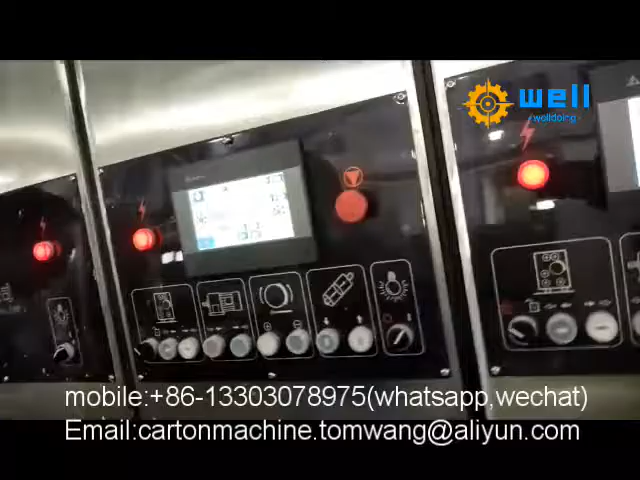 well
welldoing
mobile:+86-13303078975(whatsapp,wechat)
Email:cartonmachine.tomwang@aliyun.com